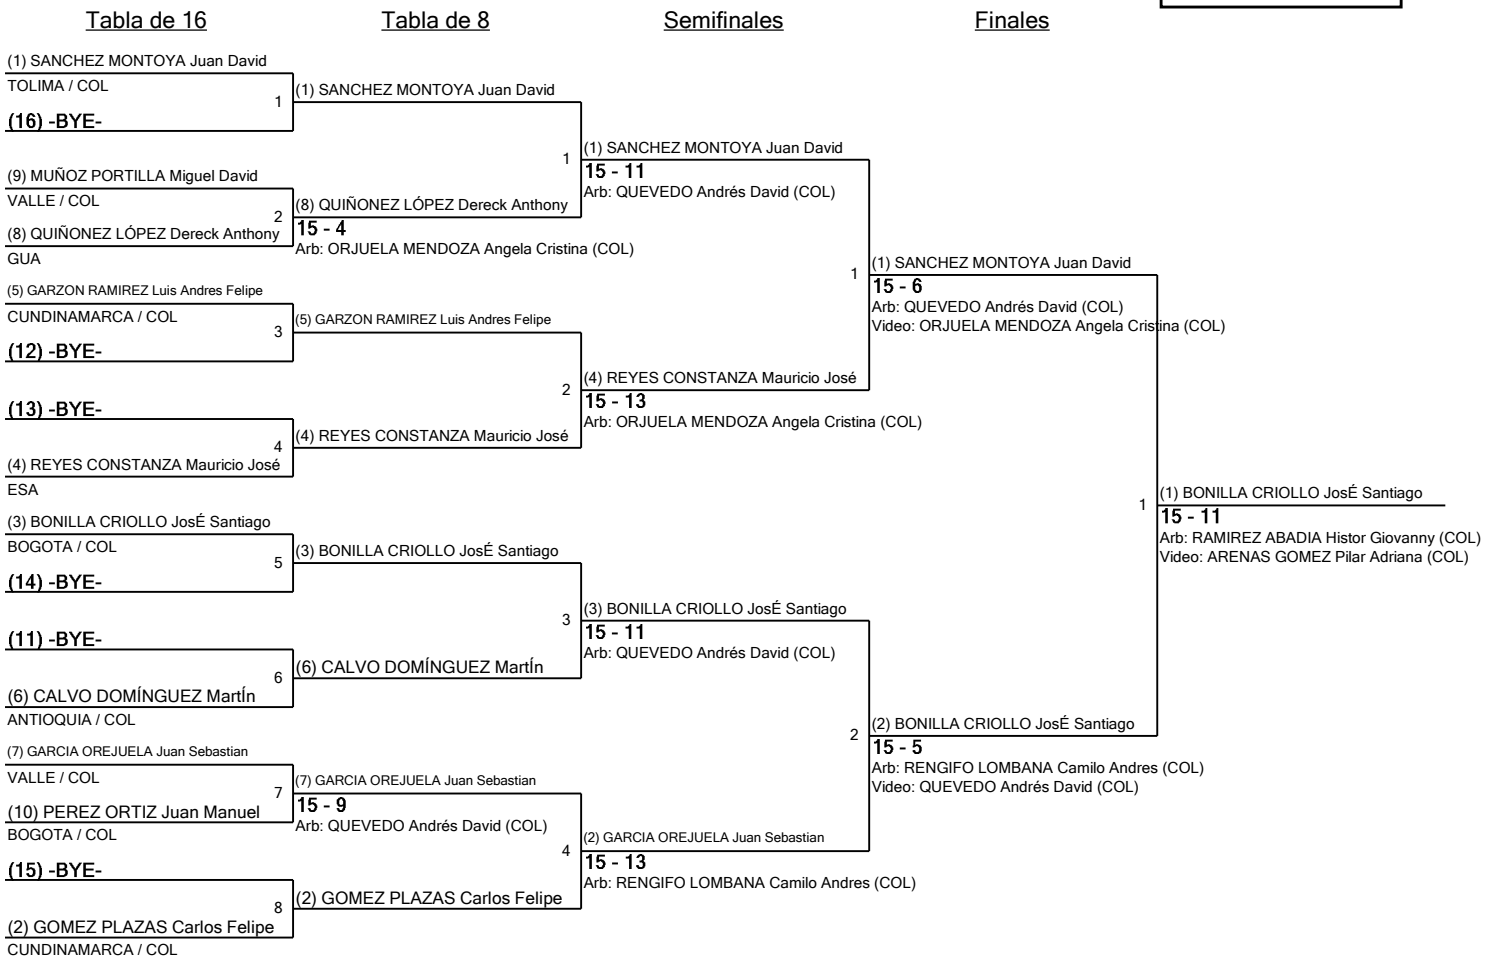 Tabla de 16
Tabla de 8
Semifinales
Finales
(1) SANCHEZ MONTOYA Juan David
TOLIMA / COL
1
(16) -BYE-
(9) MUÑOZ PORTILLA Miguel David
VALLE / COL
2
(8) QUIÑONEZ LÓPEZ Dereck Anthony
GUA
(5) GARZON RAMIREZ Luis Andres Felipe
CUNDINAMARCA / COL
3
(12) -BYE-
(13) -BYE-
4
(4) REYES CONSTANZA Mauricio José
ESA
(3) BONILLA CRIOLLO JosÉ Santiago
BOGOTA / COL
5
(14) -BYE-
(11) -BYE-
6
(6) CALVO DOMÍNGUEZ MartÍn
ANTIOQUIA / COL
(7) GARCIA OREJUELA Juan Sebastian
VALLE / COL
7
(10) PEREZ ORTIZ Juan Manuel
BOGOTA / COL
(15) -BYE-
8
(2) GOMEZ PLAZAS Carlos Felipe
CUNDINAMARCA / COL
(1) SANCHEZ MONTOYA Juan David
1
(8) QUIÑONEZ LÓPEZ Dereck Anthony
15 - 4
Arb: ORJUELA MENDOZA Angela Cristina (COL)
(5) GARZON RAMIREZ Luis Andres Felipe
2
(4) REYES CONSTANZA Mauricio José
(3) BONILLA CRIOLLO JosÉ Santiago
3
(6) CALVO DOMÍNGUEZ MartÍn
(7) GARCIA OREJUELA Juan Sebastian
15 - 9
Arb: QUEVEDO Andrés David (COL)
4
(2) GOMEZ PLAZAS Carlos Felipe
(1) SANCHEZ MONTOYA Juan David
15 - 11
Arb: QUEVEDO Andrés David (COL)
1
(4) REYES CONSTANZA Mauricio José
15 - 13
Arb: ORJUELA MENDOZA Angela Cristina (COL)
(3) BONILLA CRIOLLO JosÉ Santiago
15 - 11
Arb: QUEVEDO Andrés David (COL)
2
(2) GARCIA OREJUELA Juan Sebastian
15 - 13
Arb: RENGIFO LOMBANA Camilo Andres (COL)
(1) SANCHEZ MONTOYA Juan David
15 - 6
Arb: QUEVEDO Andrés David (COL)
Video: ORJUELA MENDOZA Angela Cristina (COL)
1
(2) BONILLA CRIOLLO JosÉ Santiago
15 - 5
Arb: RENGIFO LOMBANA Camilo Andres (COL)
Video: QUEVEDO Andrés David (COL)
(1) BONILLA CRIOLLO JosÉ Santiago
15 - 11
Arb: RAMIREZ ABADIA Histor Giovanny (COL)
Video: ARENAS GOMEZ Pilar Adriana (COL)